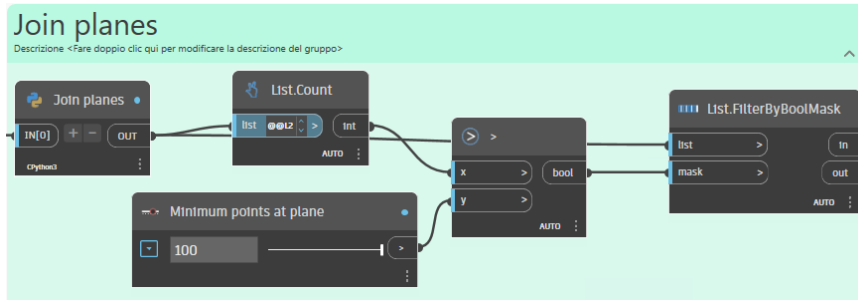 Join planes
Descrizione <Fare doppio clic qui per modificare la descrizione del gruppo>
Join planes
IN[0] + - OUT
CPython3
List.Count
list @@L2 > int
AUTO
Minimum points at plane
100 >
> >
x > bool
y >
AUTO
List.FilterByBoolMask
list > in
mask > out
AUTO